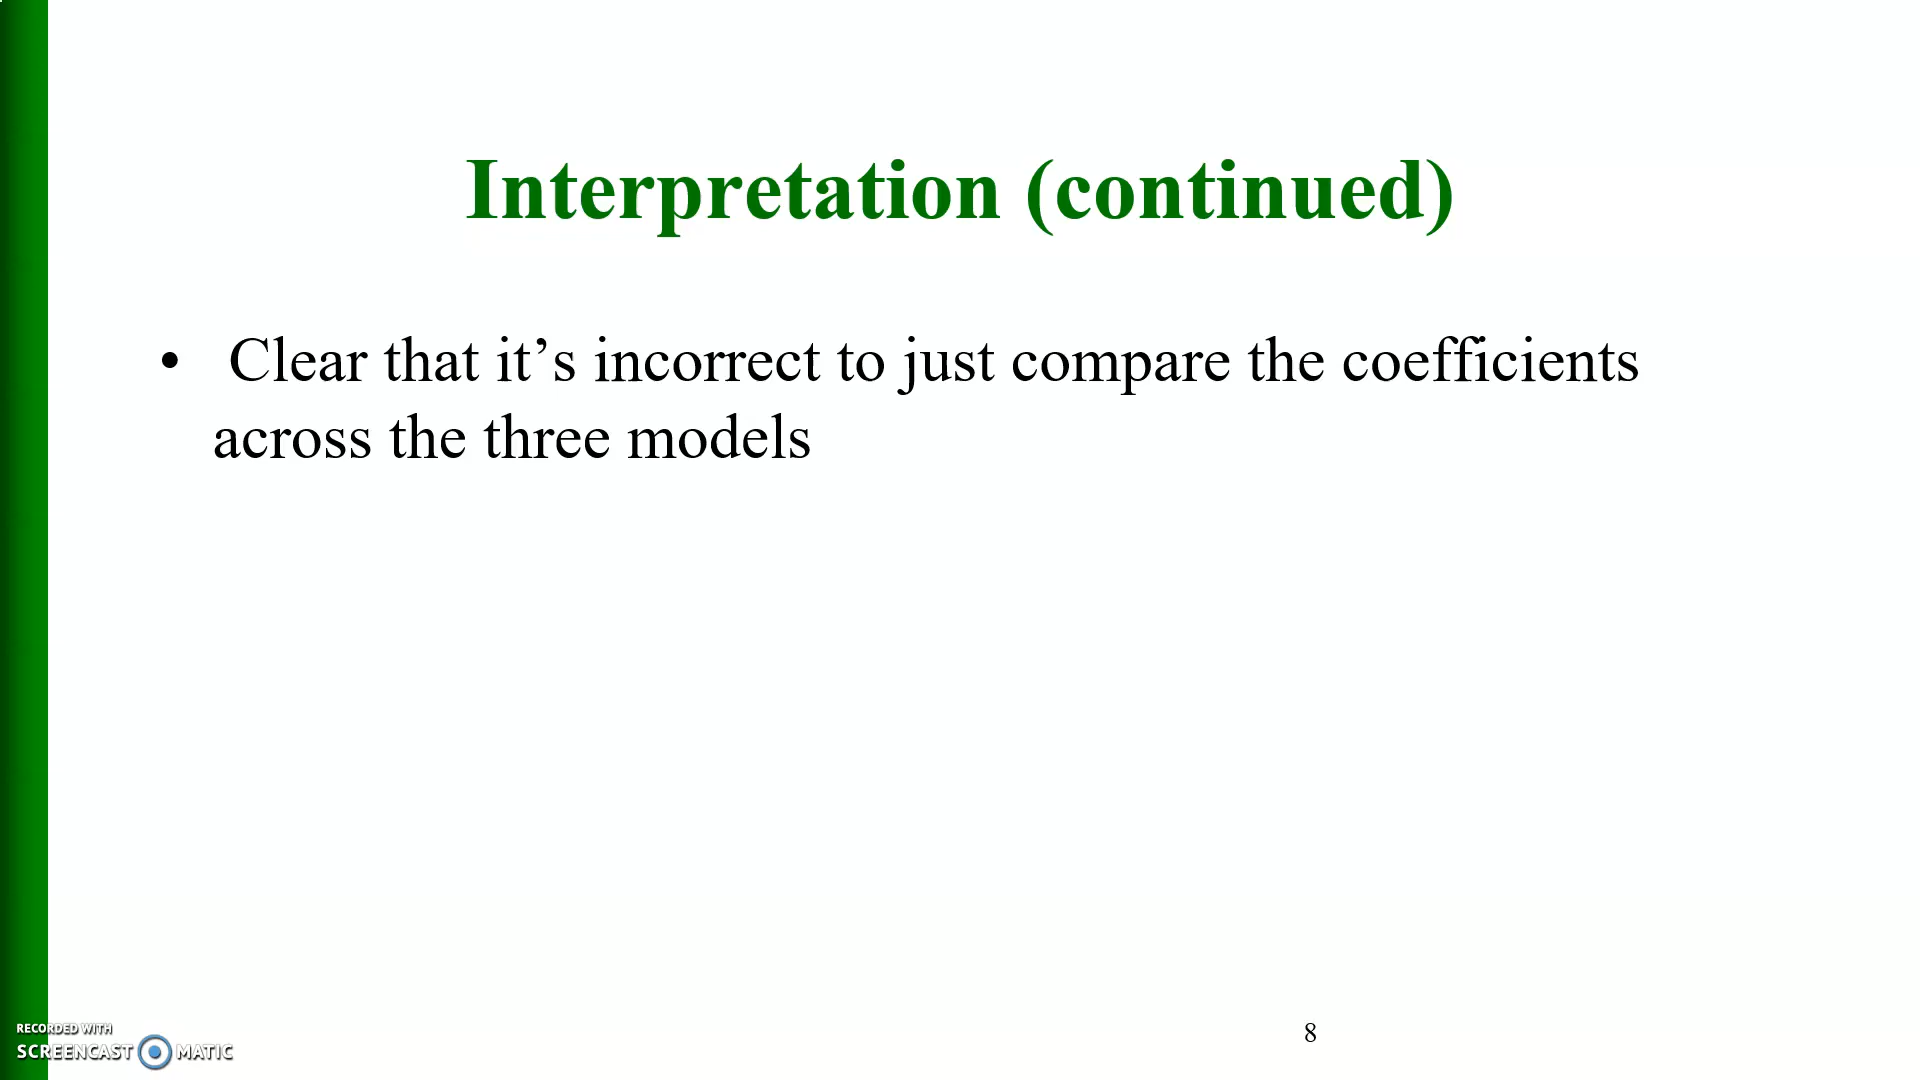 Interpretation (continued)
• Clear that it’s incorrect to just compare the coefficients
across the three models
8
RECORDED WITH
SCREENCAST MATIC